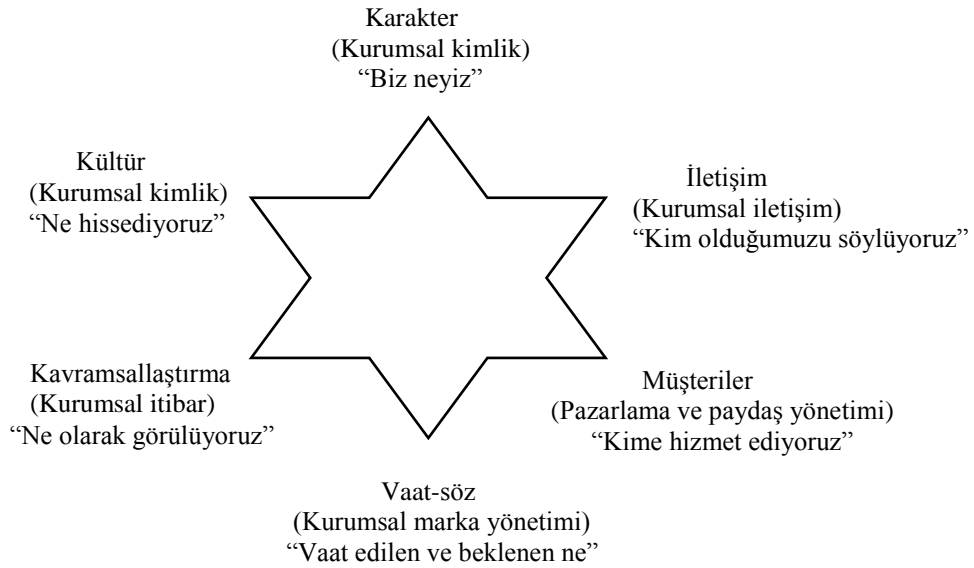 Karakter
(Kurumsal kimlik)
“Biz neyiz”
Kültür
(Kurumsal kimlik)
“Ne hissediyoruz”
İletişim
(Kurumsal iletişim)
“Kim olduğumuzu söylüyoruz”
Kavramsallaştırma
(Kurumsal itibar)
“Ne olarak görülüyoruz”
Müşteriler
(Pazarlama ve paydaş yönetimi)
“Kime hizmet ediyoruz”
Vaat-söz
(Kurumsal marka yönetimi)
“Vaat edilen ve beklenen ne”